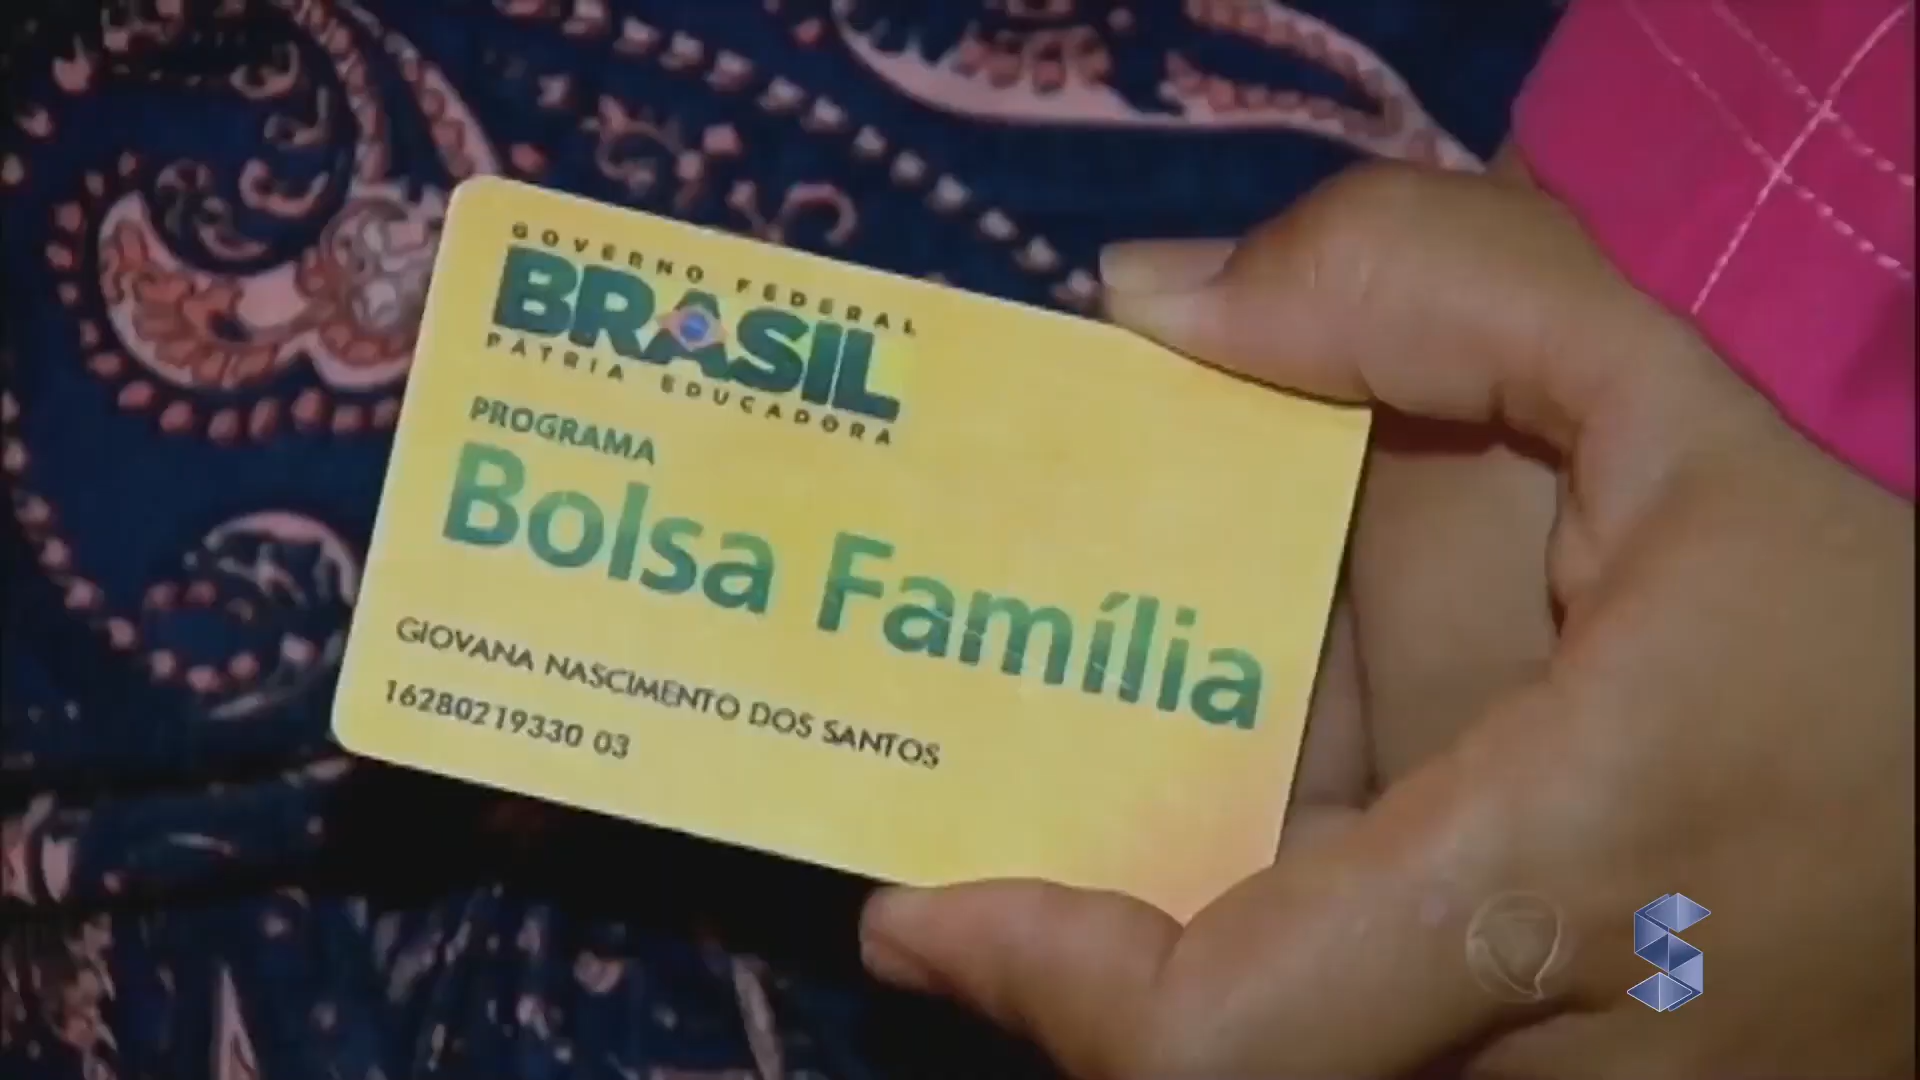 GOVERNO FEDERAL
BRASIL
PÁTRIA EDUCADORA
PROGRAMA
Bolsa Família
GIOVANA NASCIMENTO DOS SANTOS
16280219330 03